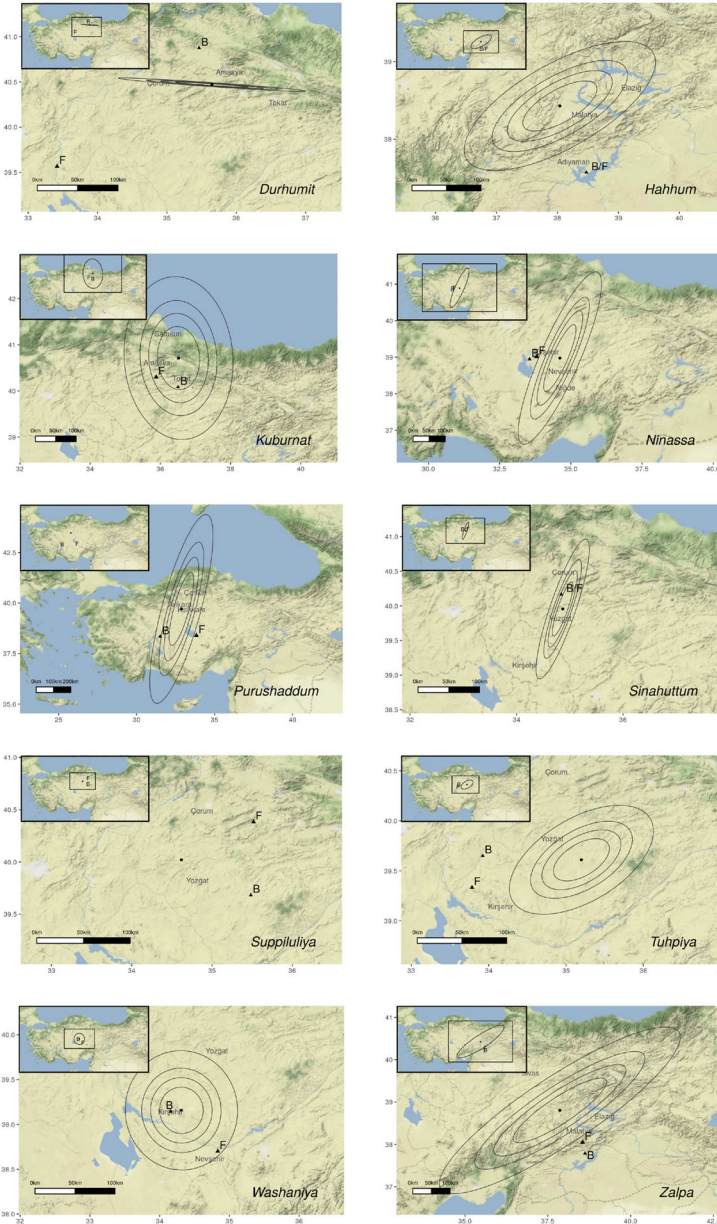 41.0
40.5
40.0
39.5
33
34
35
36
37
B
F
Amasya
Çorum
Tokat
B
F
0km 50km 100km
Durhumit
39
38
36
37
38
39
40
B/F
Elazığ
Malatya
Adıyaman
B/F
0km 50km 100km
Hahhum
42
41
40
39
32
34
36
38
40
F
B
Samsun
Amasya
F
B
0km 50km 100km
Kuburnat
41
40
39
38
37
36
30.0
32.5
35.0
37.5
40.0
B
F
Nevşehir
Niğde
0km 50km 100km
Ninassa
42.5
40.0
37.5
35.0
25
30
35
40
B
F
B
F
0km 100km 200km
Purushaddum
41.0
40.5
40.0
39.5
39.0
38.5
32
34
36
Çorum
B/F
Yozgat
Kırşehir
0km 50km 100km
Sinahuttum
41.0
40.5
40.0
39.5
33
34
35
36
F
B
Çorum
F
Yozgat
B
0km 50km 100km
Suppiluliya
40.5
40.0
39.5
39.0
33
34
35
36
Çorum
Yozgat
B
F
Kırşehir
0km 50km 100km
Tuhpiya
40.0
39.5
39.0
38.5
38.0
32
33
34
35
36
B
F
Yozgat
B
Kırşehir
F
Nevşehir
0km 50km 100km
Washaniya
41
40
39
38
37
35.0
37.5
40.0
Sivas
Elazığ
F
B
0km 50km 100km
Zalpa